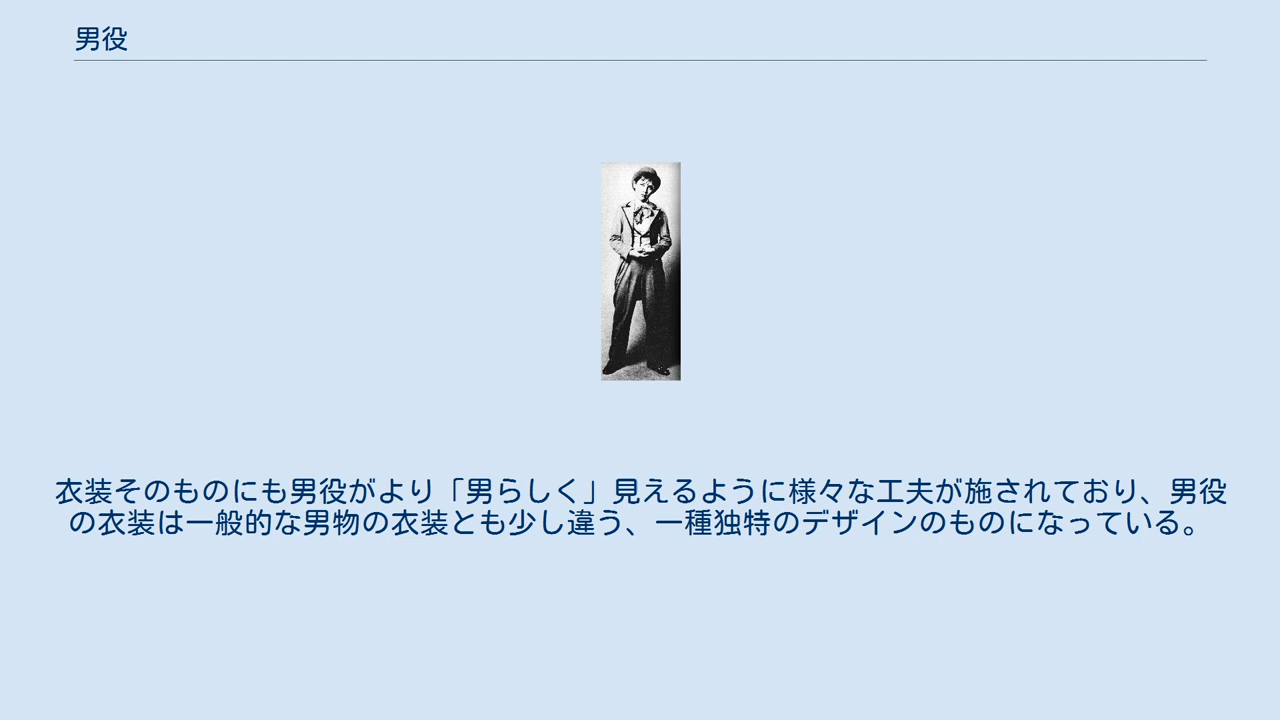 男役
衣装そのものにも男役がより「男らしく」見えるように様々な工夫が施されており、男役
の衣装は一般的な男物の衣装とも少し違う、一種独特のデザインのものになっている。